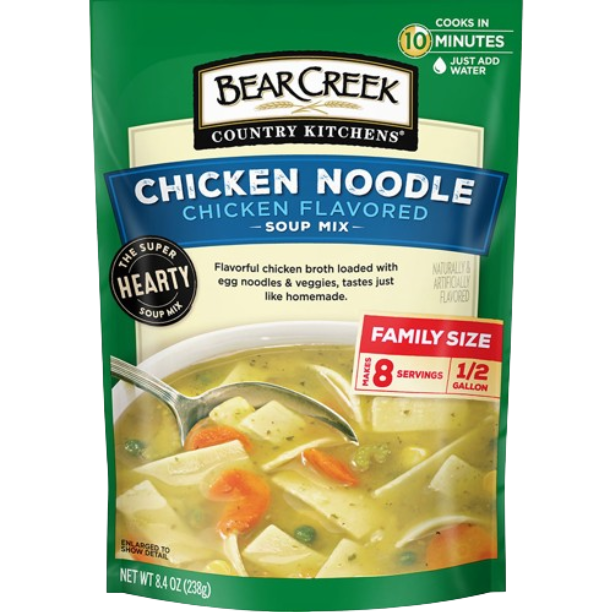 COOKS IN
10 MINUTES
JUST ADD
WATER
BEAR CREEK
COUNTRY KITCHENS®
CHICKEN NOODLE
CHICKEN FLAVORED
SOUP MIX
THE SUPER
HEARTY
SOUP MIX
Flavorful chicken broth loaded with
egg noodles & veggies, tastes just
like homemade.
NATURALLY &
ARTIFICIALLY
FLAVORED
FAMILY SIZE
MAKES
8 SERVINGS
1/2
GALLON
ENLARGED TO
SHOW DETAIL
NET WT 8.4 OZ (238g)